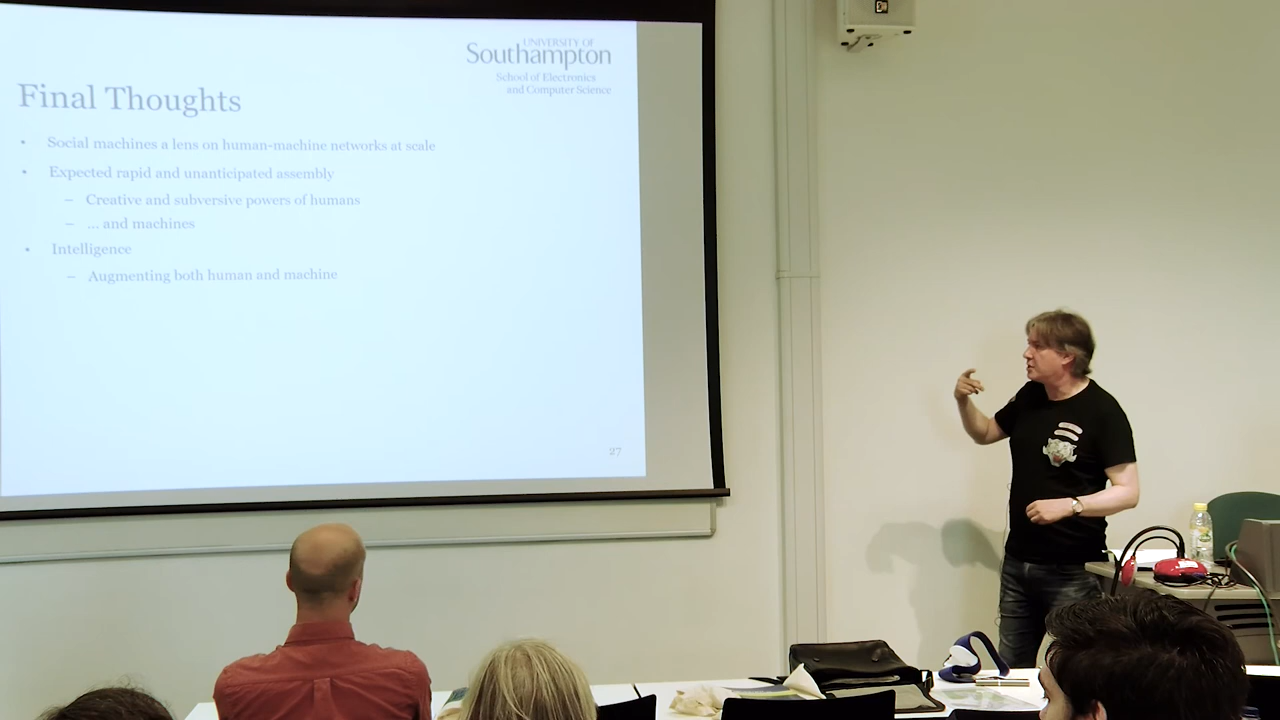 UNIVERSITY OF
Southampton
School of Electronics
and Computer Science
Final Thoughts
• Social machines a lens on human-machine networks at scale
• Expected rapid and unanticipated assembly
– Creative and subversive powers of humans
– ... and machines
• Intelligence
– Augmenting both human and machine
27